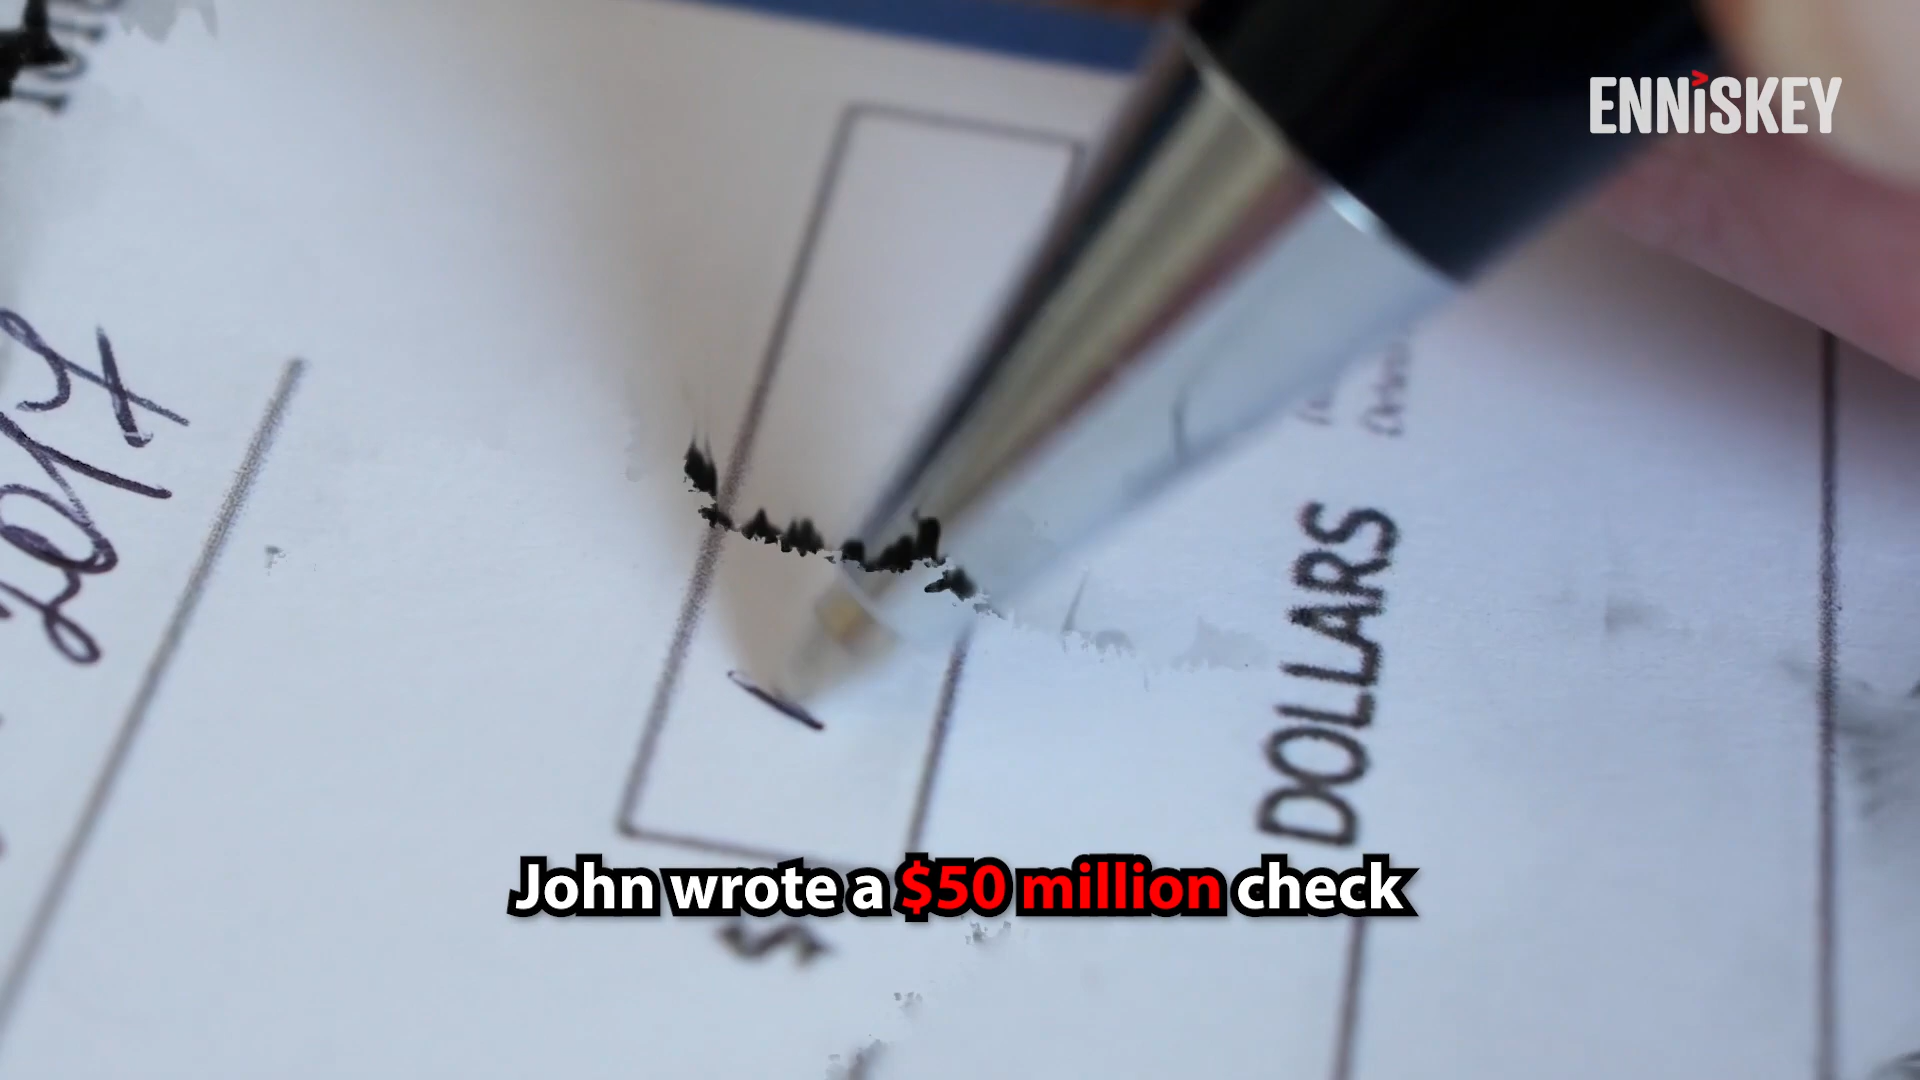 ENNiSKEY
2017
DOLLARS
John wrote a $50 million check
$